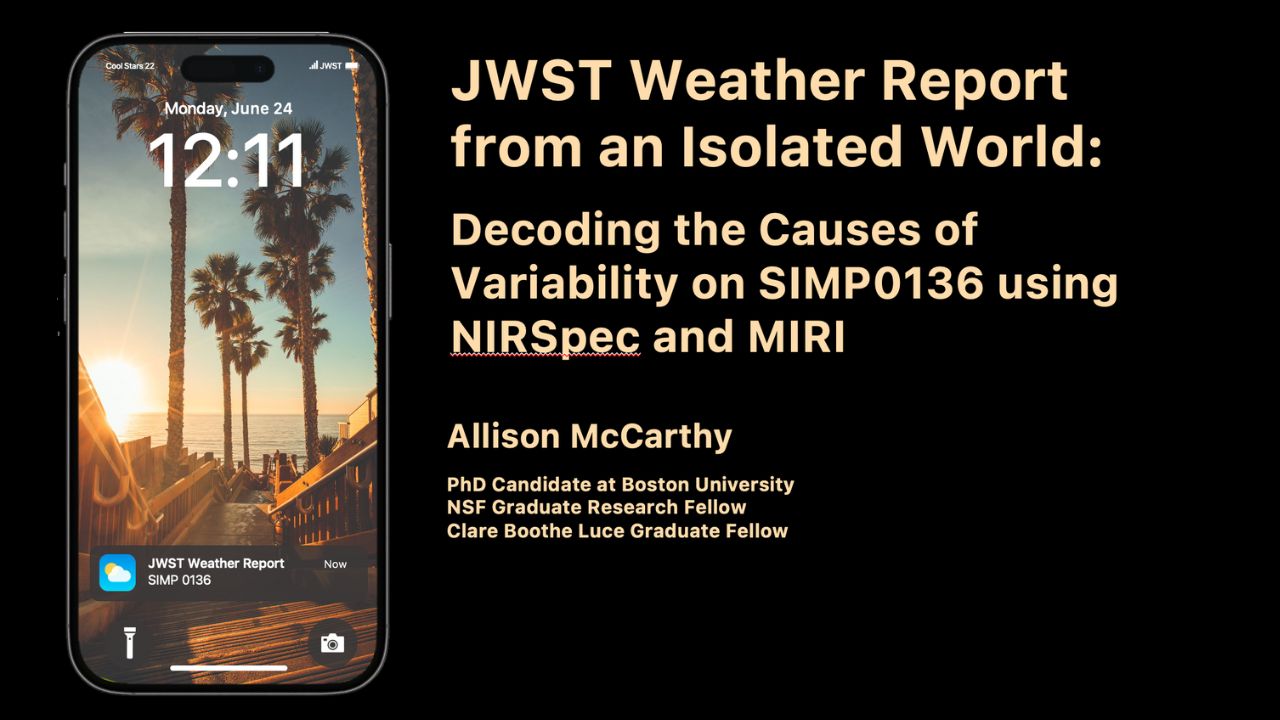 Cool Stars 22
JWST
Monday, June 24
12:11
JWST Weather Report
Now
SIMP 0136
JWST Weather Report
from an Isolated World:
Decoding the Causes of
Variability on SIMP0136 using
NIRSpec and MIRI
Allison McCarthy
PhD Candidate at Boston University
NSF Graduate Research Fellow
Clare Boothe Luce Graduate Fellow